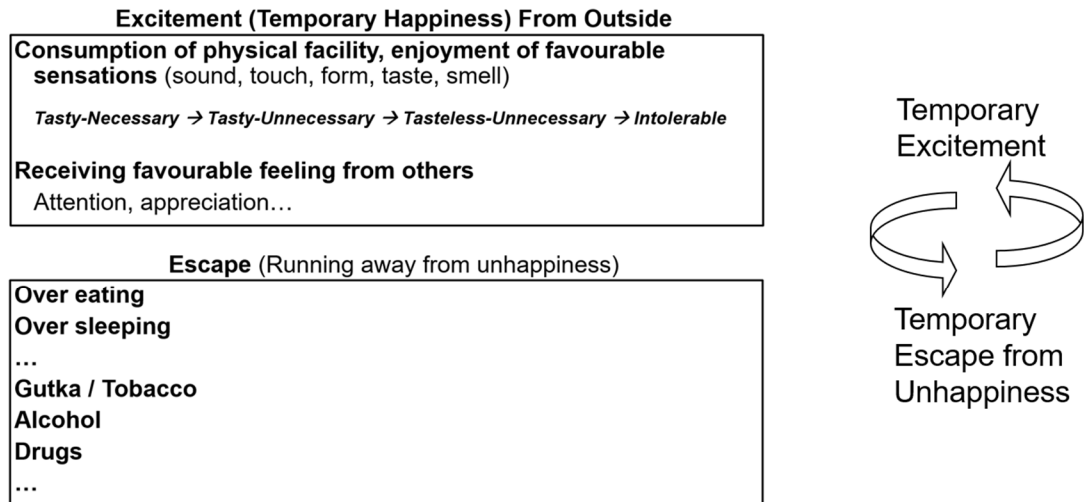 Excitement (Temporary Happiness) From Outside
Consumption of physical facility, enjoyment of favourable
sensations (sound, touch, form, taste, smell)
Tasty-Necessary → Tasty-Unnecessary → Tasteless-Unnecessary → Intolerable
Receiving favourable feeling from others
Attention, appreciation…
Escape (Running away from unhappiness)
Over eating
Over sleeping
…
Gutka / Tobacco
Alcohol
Drugs
…
Temporary
Excitement
Temporary
Escape from
Unhappiness